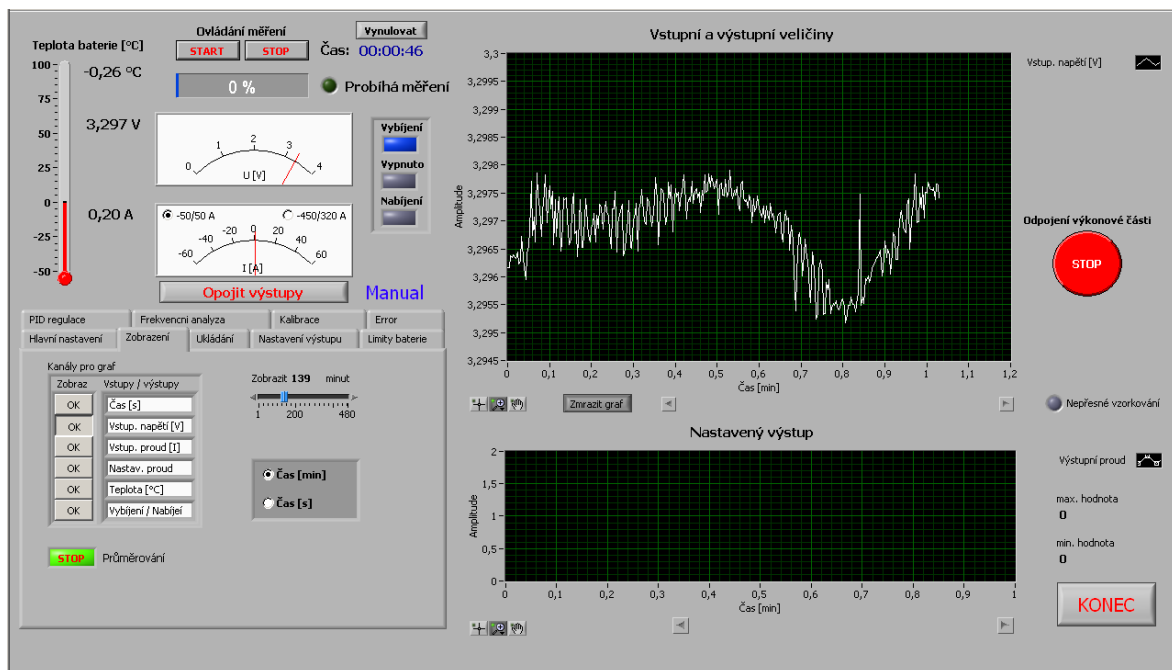 Teplota baterie [°C]
100
75
50
25
0
-25
-50
-0,26 °C
3,297 V
0,20 A
Ovládání měření
START
STOP
Vynulovat
Čas: 00:00:46
0 %
Probíhá měření
0
1
2
3
4
U [V]
-50/50 A
-450/320 A
-60
-40
-20
0
20
40
60
I [A]
Vybíjení
Vypnuto
Nabíjení
Opojit výstupy
Manual
PID regulace
Frekvencni analyza
Kalibrace
Error
Hlavní nastavení
Zobrazení
Ukládání
Nastavení výstupu
Limity baterie
Kanály pro graf
Zobraz Vstupy / výstupy
OK Čas [s]
OK Vstup. napětí [V]
OK Vstup. proud [I]
OK Nastav. proud
OK Teplota [°C]
OK Vybíjení / Nabíjeí
Zobrazit 139 minut
1 200 480
Čas [min]
Čas [s]
STOP Průměrování
Vstupní a výstupní veličiny
Amplitude
3,3
3,2995
3,299
3,2985
3,298
3,2975
3,297
3,2965
3,296
3,2955
3,295
3,2945
0 0,1 0,2 0,3 0,4 0,5 0,6 0,7 0,8 0,9 1 1,1 1,2
Čas [min]
Zmrazit graf
Vstup. napětí [V]
Odpojení výkonové části
STOP
Nepřesné vzorkování
Nastavený výstup
Amplitude
2
1,5
1
0,5
0
0 0,1 0,2 0,3 0,4 0,5 0,6 0,7 0,8 0,9 1
Čas [min]
Výstupní proud
max. hodnota
0
min. hodnota
0
KONEC